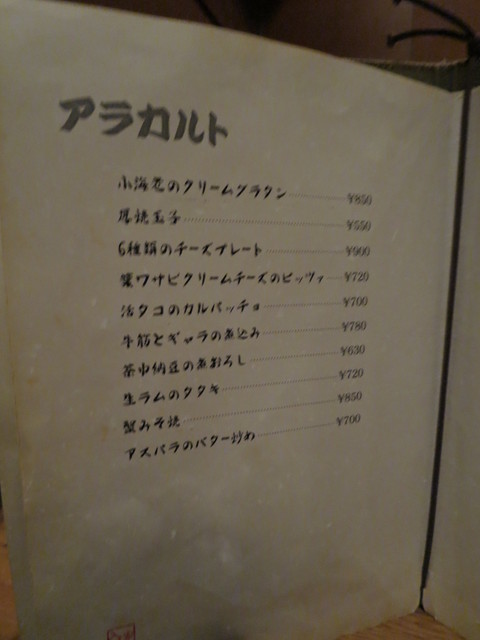 アラカルト
小海老のクリームグラタン ¥850
厚焼玉子 ¥550
6種類のチーズプレート ¥900
葉ワサビクリームチーズのピッツァ ¥720
活タコのカルパッチョ ¥700
牛筋とギャラの煮込み ¥780
茶巾納豆の煮おろし ¥630
生ラムのタタキ ¥720
蟹みそ焼 ¥850
アスパラのバター炒め ¥700